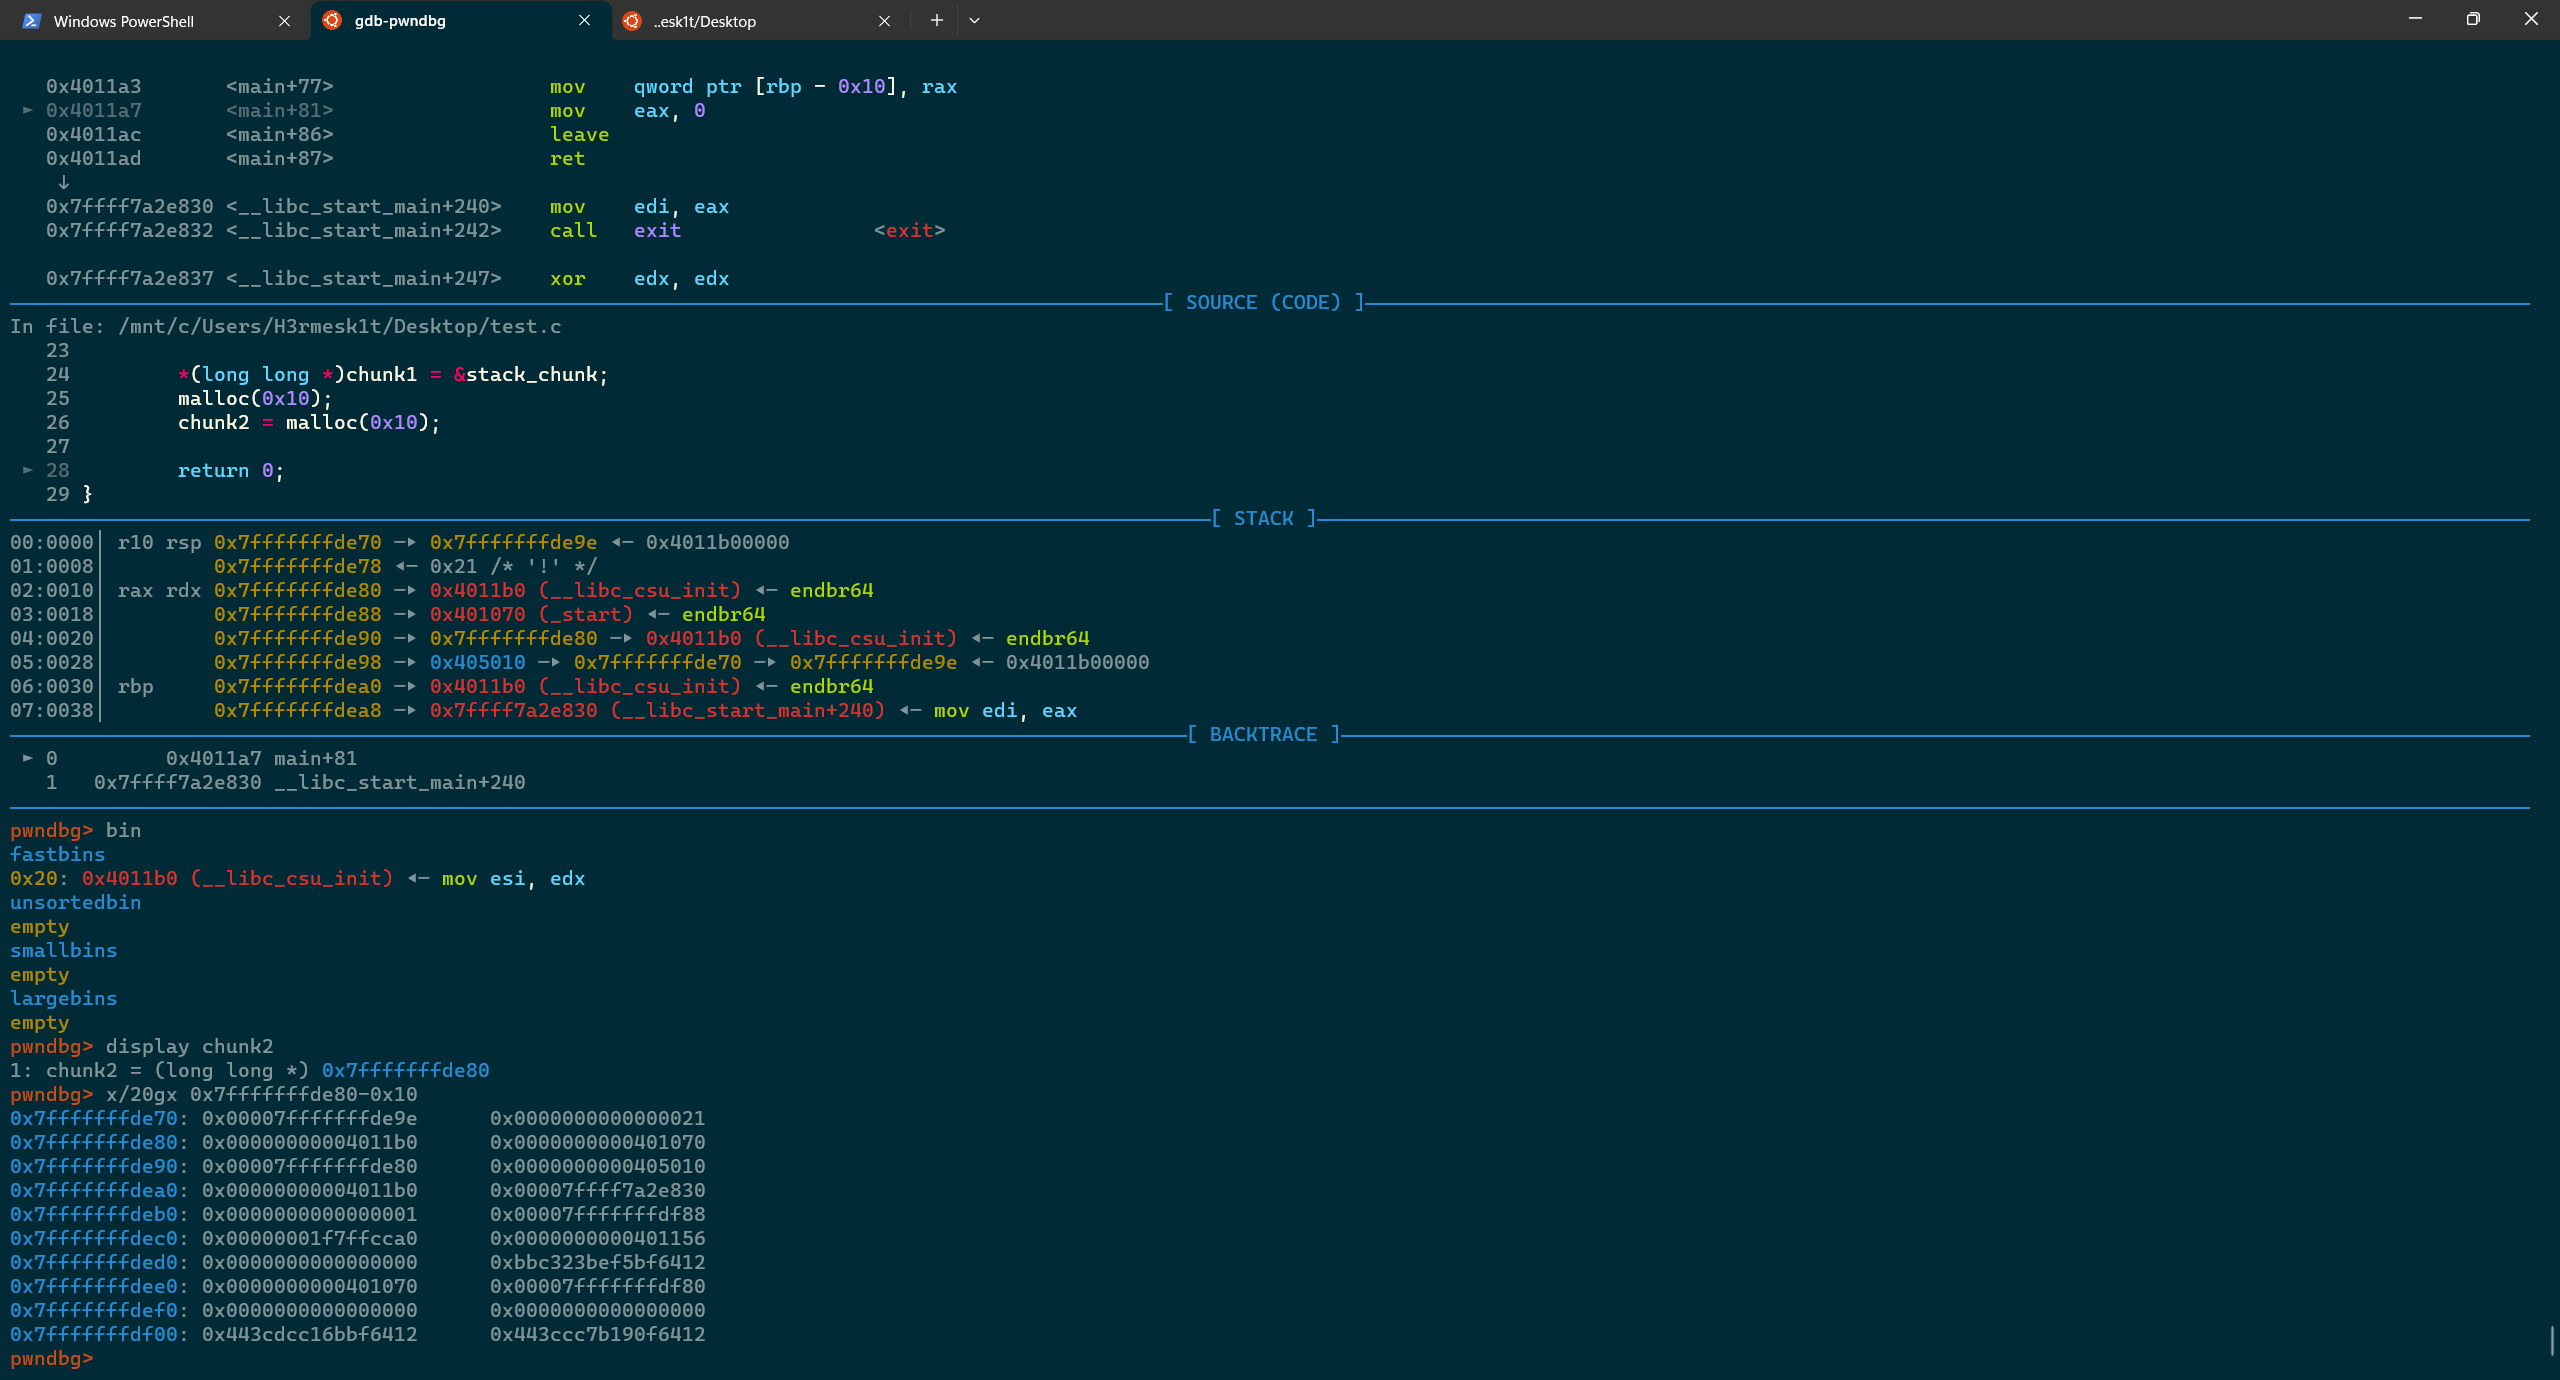 Windows PowerShell
gdb-pwndbg
..esk1t/Desktop
0x4011a3 <main+77> mov qword ptr [rbp - 0x10], rax
► 0x4011a7 <main+81> mov eax, 0
0x4011ac <main+86> leave
0x4011ad <main+87> ret
↓
0x7ffff7a2e830 <__libc_start_main+240> mov edi, eax
0x7ffff7a2e832 <__libc_start_main+242> call exit <exit>
0x7ffff7a2e837 <__libc_start_main+247> xor edx, edx
[ SOURCE (CODE) ]
In file: /mnt/c/Users/H3rmesk1t/Desktop/test.c
23
24 *(long long *)chunk1 = &stack_chunk;
25 malloc(0x10);
26 chunk2 = malloc(0x10);
27
► 28 return 0;
29 }
[ STACK ]
00:0000│ r10 rsp 0x7fffffffde70 —▸ 0x7fffffffde9e ◂— 0x4011b00000
01:0008│ 0x7fffffffde78 ◂— 0x21 /* '!' */
02:0010│ rax rdx 0x7fffffffde80 —▸ 0x4011b0 (__libc_csu_init) ◂— endbr64
03:0018│ 0x7fffffffde88 —▸ 0x401070 (_start) ◂— endbr64
04:0020│ 0x7fffffffde90 —▸ 0x7fffffffde80 —▸ 0x4011b0 (__libc_csu_init) ◂— endbr64
05:0028│ 0x7fffffffde98 —▸ 0x405010 —▸ 0x7fffffffde70 —▸ 0x7fffffffde9e ◂— 0x4011b00000
06:0030│ rbp 0x7fffffffdea0 —▸ 0x4011b0 (__libc_csu_init) ◂— endbr64
07:0038│ 0x7fffffffdea8 —▸ 0x7ffff7a2e830 (__libc_start_main+240) ◂— mov edi, eax
[ BACKTRACE ]
► 0 0x4011a7 main+81
1 0x7ffff7a2e830 __libc_start_main+240
pwndbg> bin
fastbins
0x20: 0x4011b0 (__libc_csu_init) ◂— mov esi, edx
unsortedbin
empty
smallbins
empty
largebins
empty
pwndbg> display chunk2
1: chunk2 = (long long *) 0x7fffffffde80
pwndbg> x/20gx 0x7fffffffde80-0x10
0x7fffffffde70: 0x00007fffffffde9e 0x0000000000000021
0x7fffffffde80: 0x00000000004011b0 0x0000000000401070
0x7fffffffde90: 0x00007fffffffde80 0x0000000000405010
0x7fffffffdea0: 0x00000000004011b0 0x00007ffff7a2e830
0x7fffffffdeb0: 0x0000000000000001 0x00007fffffffdf88
0x7fffffffdec0: 0x00000001f7ffcca0 0x0000000000401156
0x7fffffffded0: 0x0000000000000000 0xbbc323bef5bf6412
0x7fffffffdee0: 0x0000000000401070 0x00007fffffffdf80
0x7fffffffdef0: 0x0000000000000000 0x0000000000000000
0x7fffffffdf00: 0x443cdcc16bbf6412 0x443ccc7b190f6412
pwndbg>